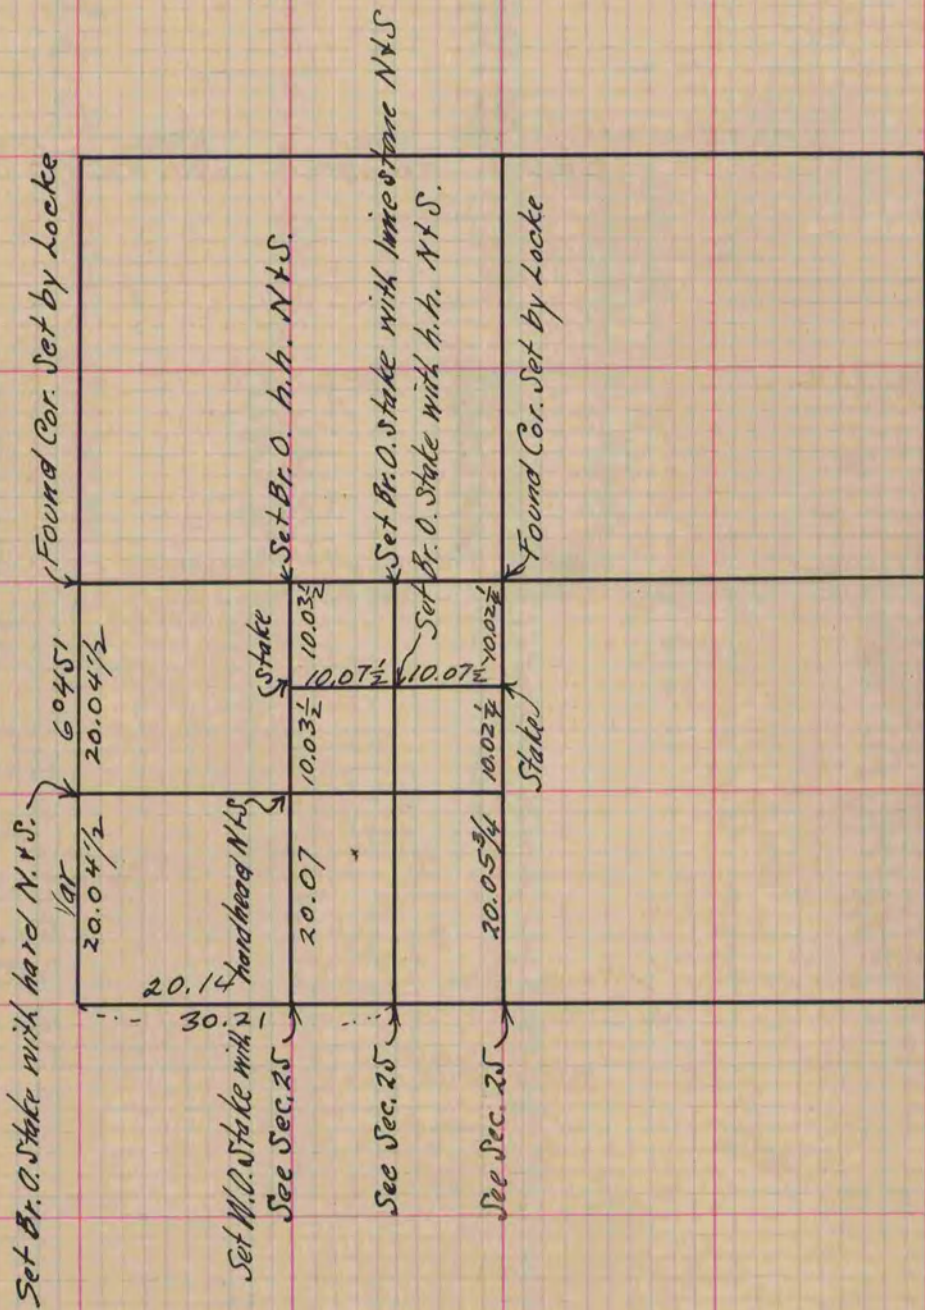 Set Br. O. Stake with hard N. & S.
Found Cor. Set by Locke
Var 6°45'
20.04½
20.04½
20.14
30.21
Set W. O. Stake with hardhead N & S
Stake
Set Br. O. h.h. N & S.
See Sec. 25
20.07
10.03½
10.03½
10.07½
See Sec. 25
Set Br. O. stake with limestone N & S
Set Br. O. Stake with h.h. N & S.
10.07½
See Sec. 25
20.05¾
10.02½
10.02½
Stake
Found Cor. Set by Locke